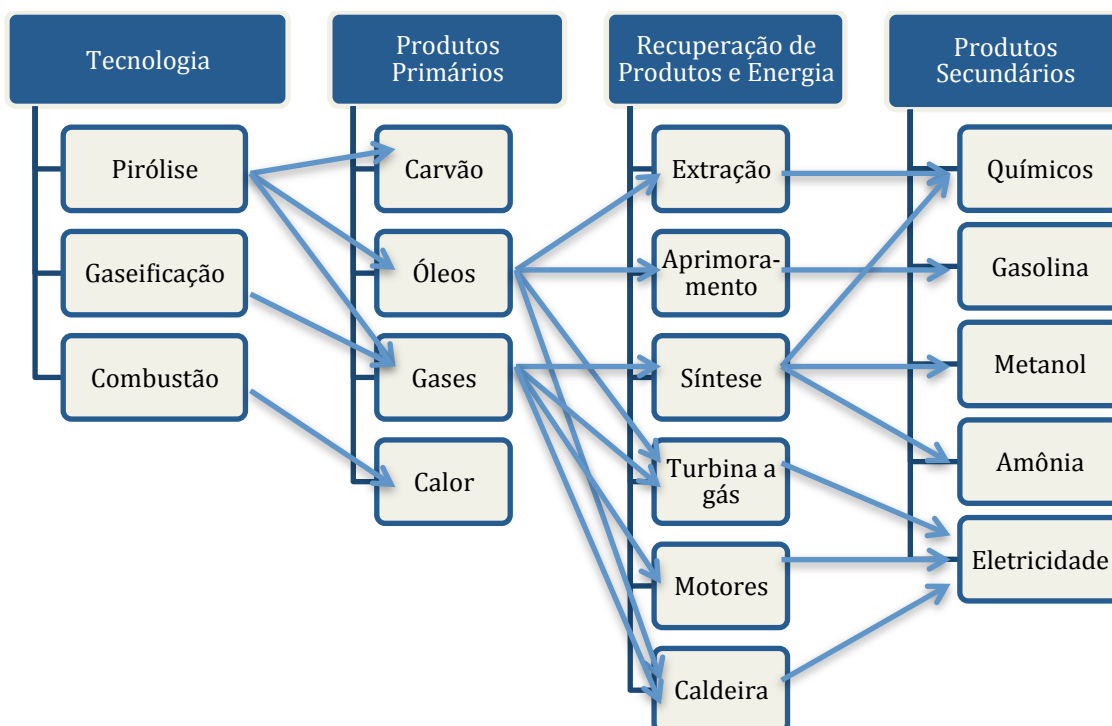 Tecnologia
Pirólise
Gaseificação
Combustão
Produtos
Primários
Carvão
Óleos
Gases
Calor
Recuperação de
Produtos e Energia
Extração
Aprimora-
mento
Síntese
Turbina a
gás
Motores
Caldeira
Produtos
Secundários
Químicos
Gasolina
Metanol
Amônia
Eletricidade